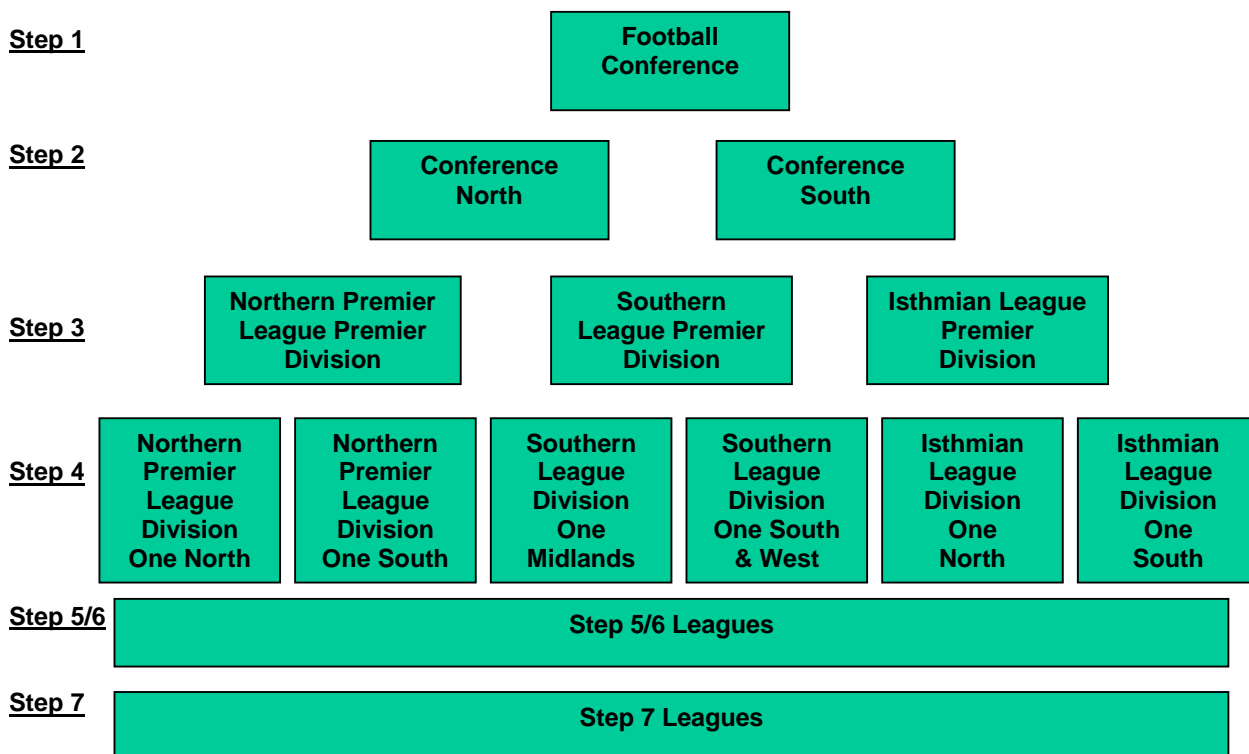 Step 1
Football
Conference
Step 2
Conference
North
Conference
South
Step 3
Northern Premier
League Premier
Division
Southern
League Premier
Division
Isthmian League
Premier
Division
Step 4
Northern
Premier
League
Division
One North
Northern
Premier
League
Division
One South
Southern
League
Division
One
Midlands
Southern
League
Division
One South
& West
Isthmian
League
Division
One
North
Isthmian
League
Division
One
South
Step 5/6
Step 5/6 Leagues
Step 7
Step 7 Leagues